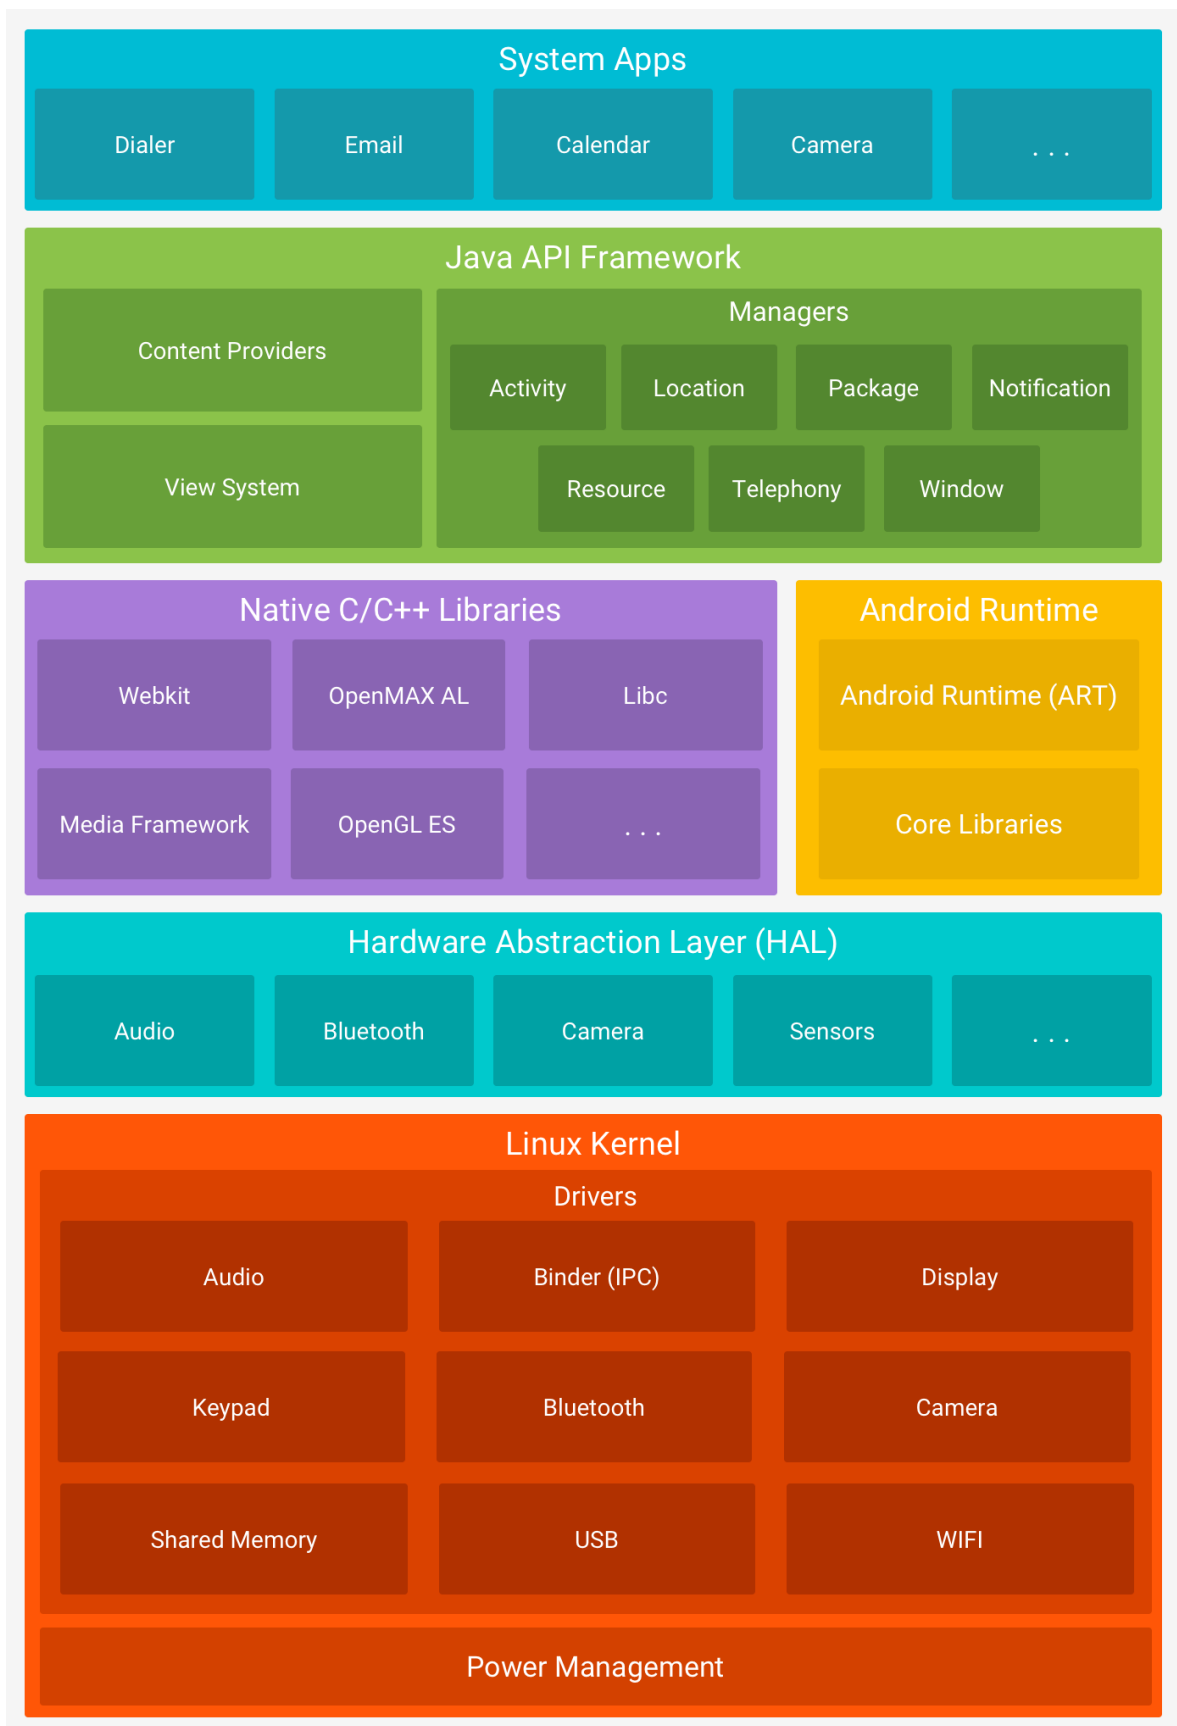 System Apps
Dialer
Email
Calendar
Camera
. . .
Java API Framework
Content Providers
View System
Managers
Activity
Location
Package
Notification
Resource
Telephony
Window
Native C/C++ Libraries
Webkit
OpenMAX AL
Libc
Media Framework
OpenGL ES
. . .
Android Runtime
Android Runtime (ART)
Core Libraries
Hardware Abstraction Layer (HAL)
Audio
Bluetooth
Camera
Sensors
. . .
Linux Kernel
Drivers
Audio
Binder (IPC)
Display
Keypad
Bluetooth
Camera
Shared Memory
USB
WIFI
Power Management